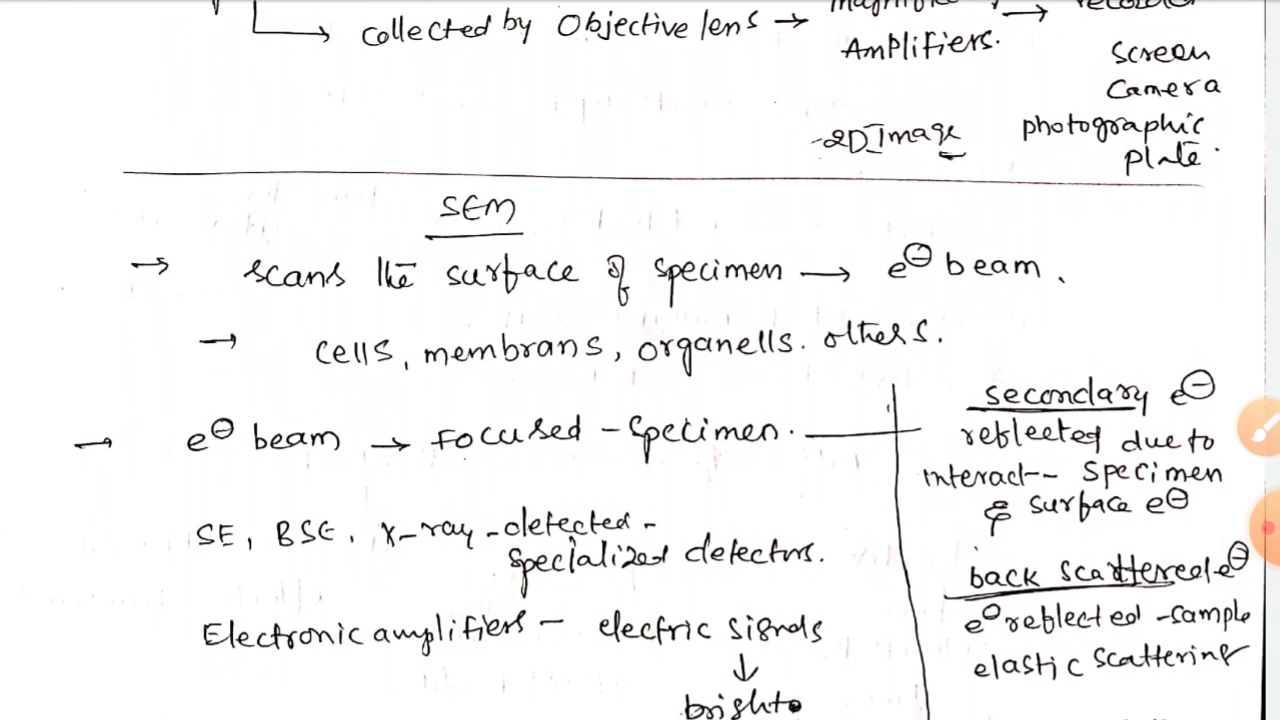 collected by Objective lens →
Amplifiers. →
Screen
Camera
photographic
plate.
-2D Image
SEM
→ scans the surface of specimen → e⊖ beam.
→ cells, membrans, organells. others.
→ e⊖ beam → Focused - Specimen.
SE, BSE, X-ray - detected -
specialized detectors.
Electronic amplifiers - electric signals
↓
bright
secondary e⊖
reflected due to
interact-- specimen
& surface e⊖
back scattered e⊖
e⊖ reflected - sample
elastic scattering